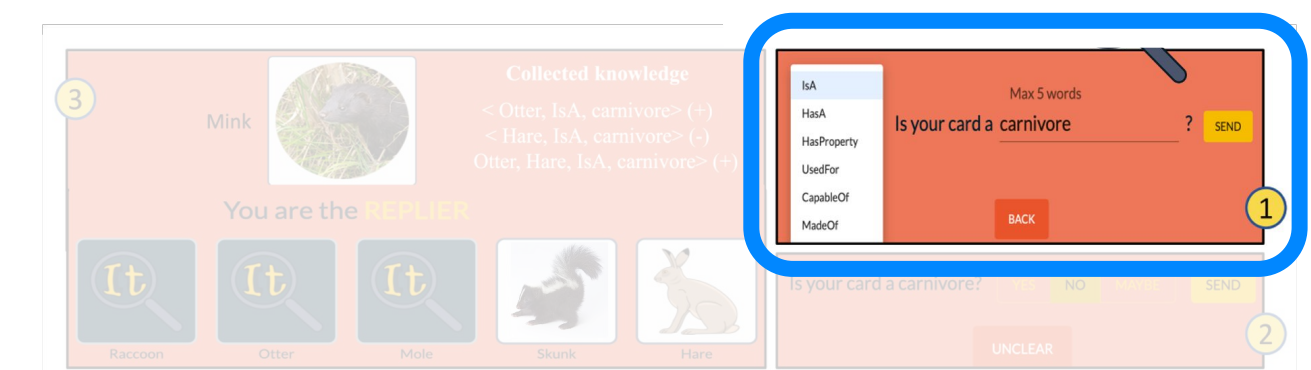 3
Mink
Collected knowledge
< Otter, IsA, carnivore> (+)
< Hare, IsA, carnivore> (-)
Otter, Hare, IsA, carnivore> (+)
You are the REPLIER
It
It
It
Raccoon
Otter
Mole
Skunk
Hare
IsA
HasA
HasProperty
UsedFor
CapableOf
MadeOf
Max 5 words
Is your card a carnivore ?
SEND
BACK
1
Is your card a carnivore?
YES
NO
MAYBE
SEND
UNCLEAR
2